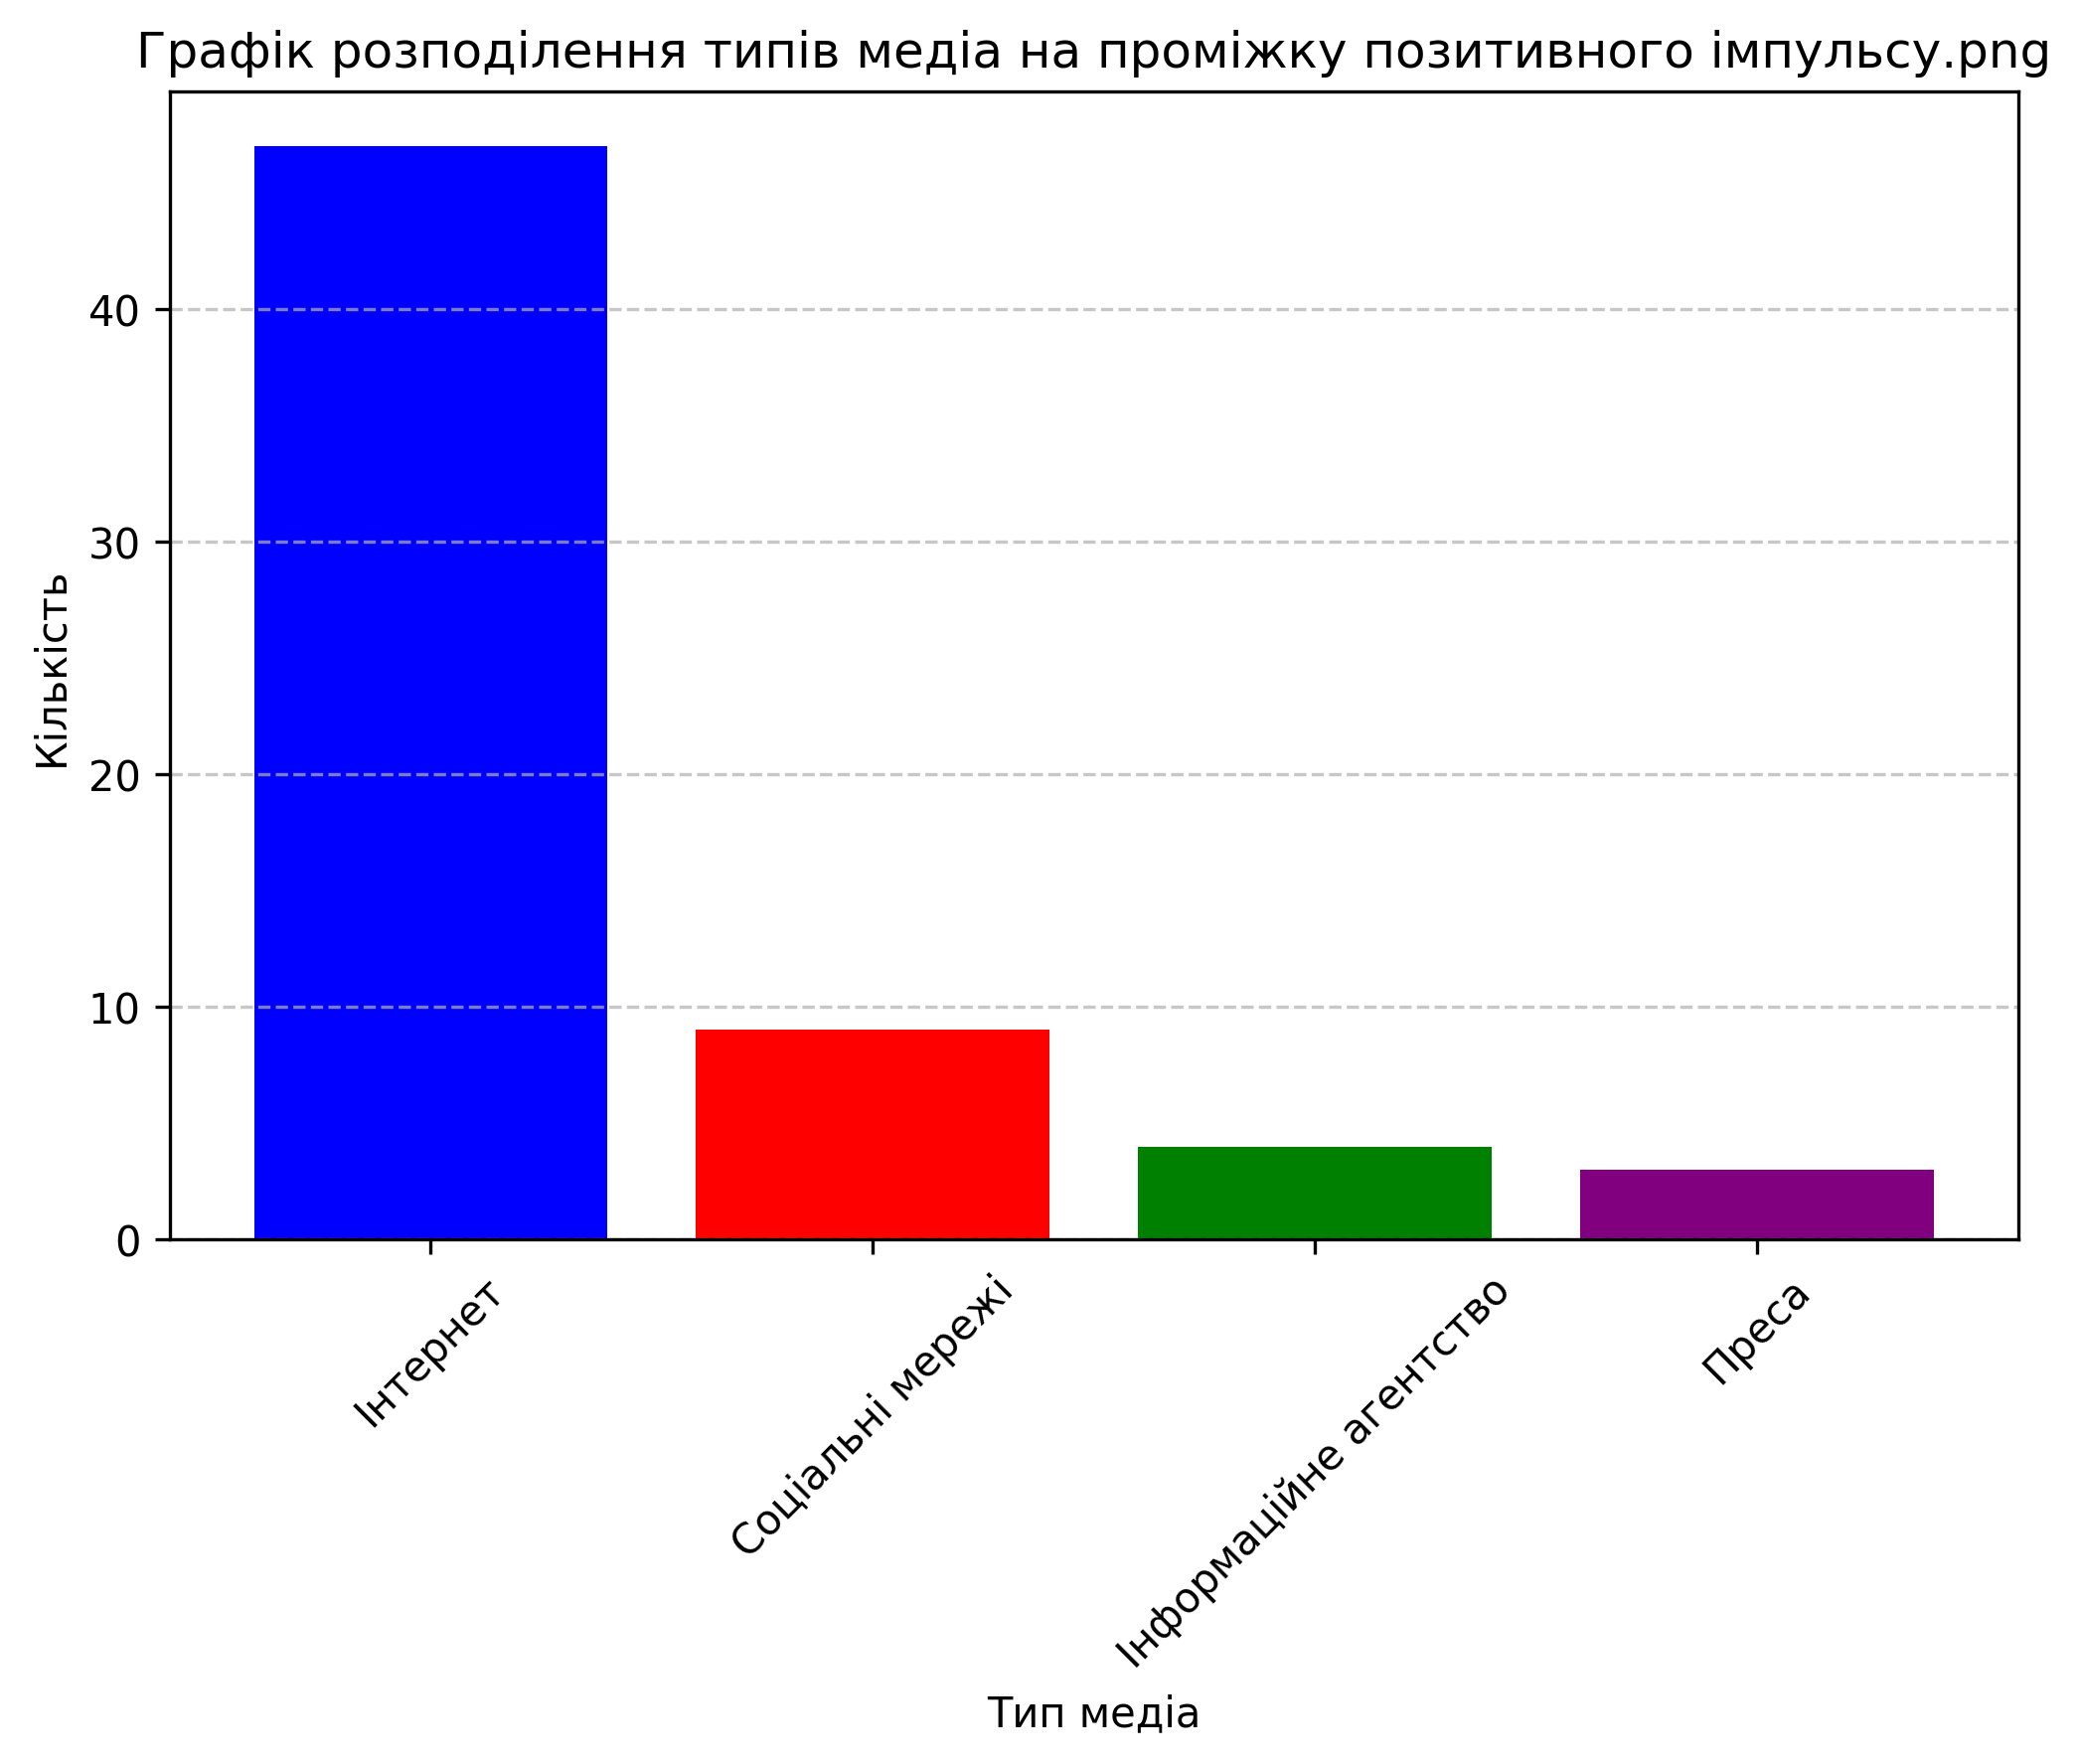 Графік розподілення типів медіа на проміжку позитивного імпульсу.png
Кількість
40
30
20
10
0
Інтернет
Соціальні мережі
Інформаційне агентство
Преса
Тип медіа